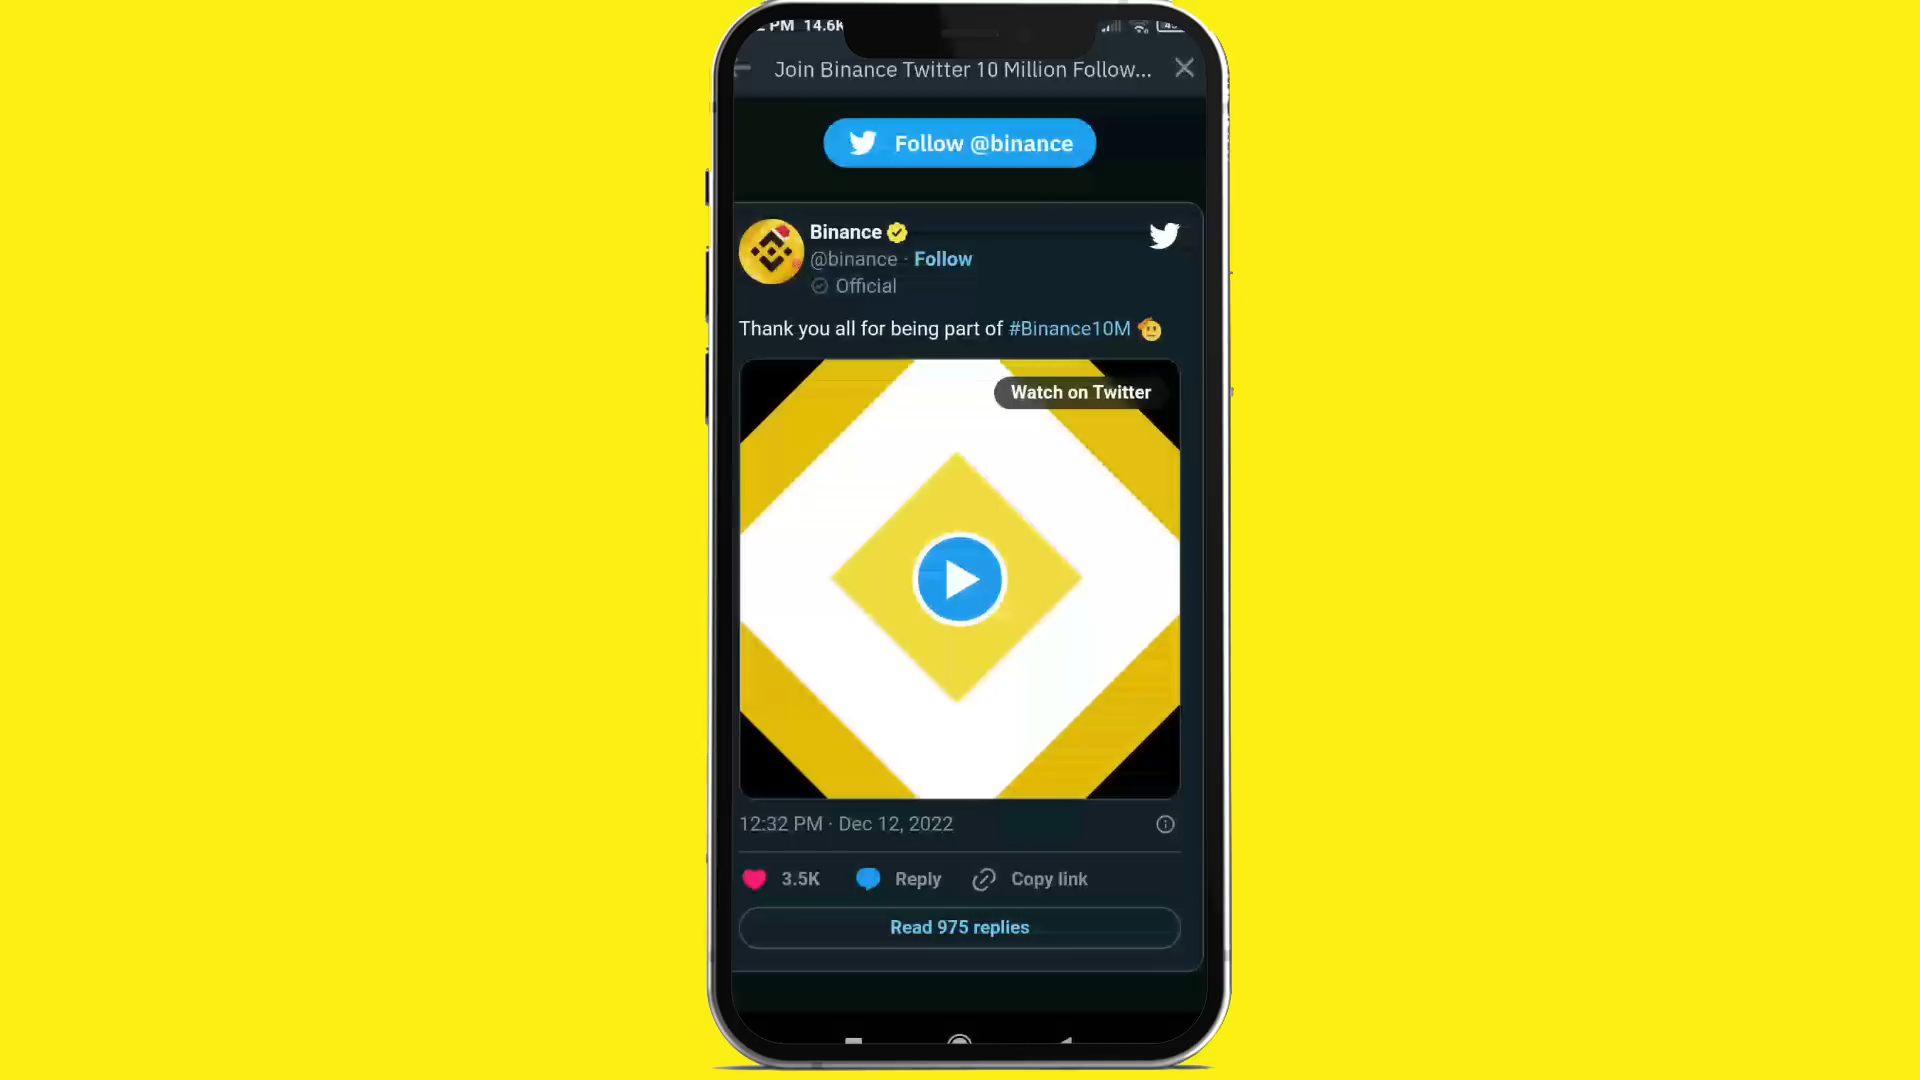 PM 14.6K
Join Binance Twitter 10 Million Follow...
Follow @binance
Binance
@binance · Follow
Official
Thank you all for being part of #Binance10M
Watch on Twitter
12:32 PM · Dec 12, 2022
3.5K Reply Copy link
Read 975 replies